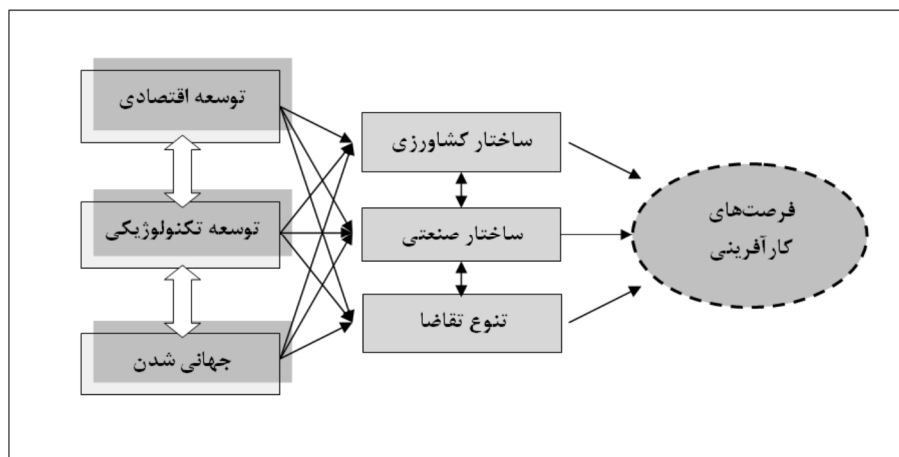 توسعه اقتصادی
توسعه تکنولوژیکی
جهانی شدن
ساختار کشاورزی
ساختار صنعتی
تنوع تقاضا
فرصت‌های
کارآفرینی